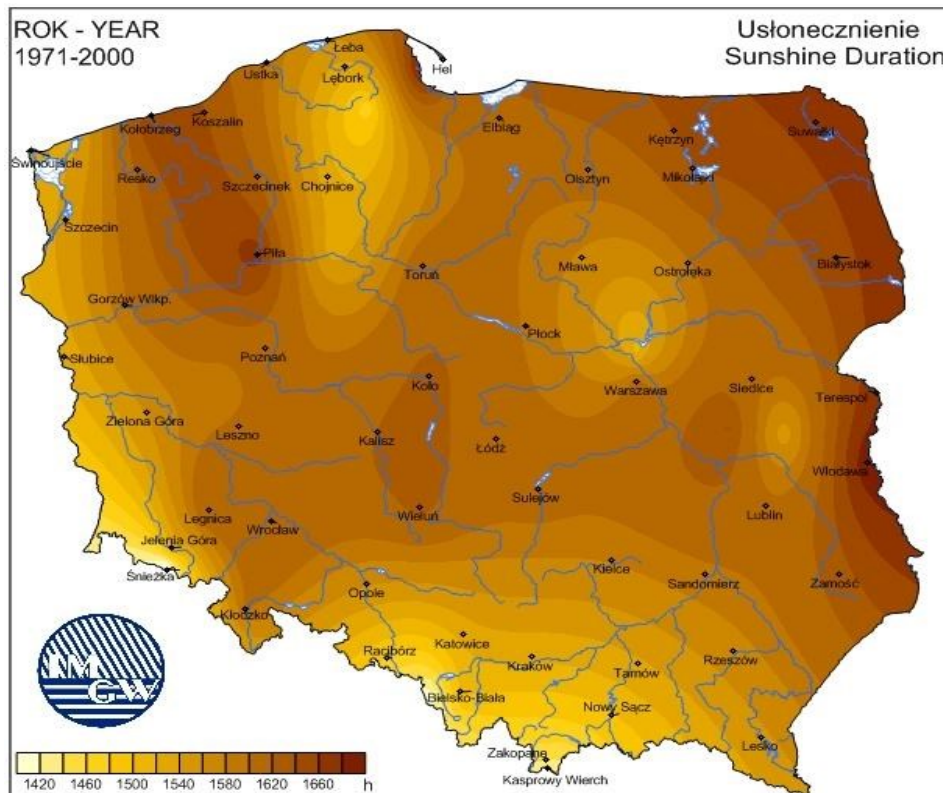 ROK - YEAR
1971-2000
Usłonecznienie
Sunshine Duration
Łeba
Hel
Ustka
Lębork
Kołobrzeg
Koszalin
Elbląg
Kętrzyn
Suwałki
Świnoujście
Resko
Szczecinek
Chojnice
Olsztyn
Mikołajki
Szczecin
Piła
Toruń
Mława
Ostrołęka
Białystok
Gorzów Wlkp.
Płock
Słubice
Poznań
Koło
Warszawa
Siedlce
Terespol
Zielona Góra
Leszno
Kalisz
Łódź
Włodawa
Sulejów
Legnica
Wrocław
Wieluń
Lublin
Jelenia Góra
Śnieżka
Opole
Kielce
Sandomierz
Zamość
Kłodzko
Racibórz
Katowice
Kraków
Tarnów
Rzeszów
Bielsko-Biała
Nowy Sącz
Lesko
Zakopane
Kasprowy Wierch
IM
GW
1420 1460 1500 1540 1580 1620 1660 h